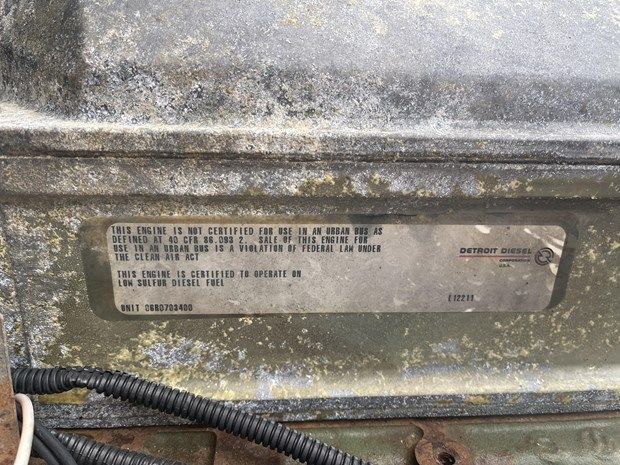 THIS ENGINE IS NOT CERTIFIED FOR USE IN AN URBAN BUS AS
DEFINED AT 40 CFR 86.093 2. SALE OF THIS ENGINE FOR
USE IN AN URBAN BUS IS A VIOLATION OF FEDERAL LAW UNDER
THE CLEAN AIR ACT
THIS ENGINE IS CERTIFIED TO OPERATE ON
LOW SULFUR DIESEL FUEL
UNIT 06R0703400
DETROIT DIESEL
CORPORATION
U.S.A.
E12211